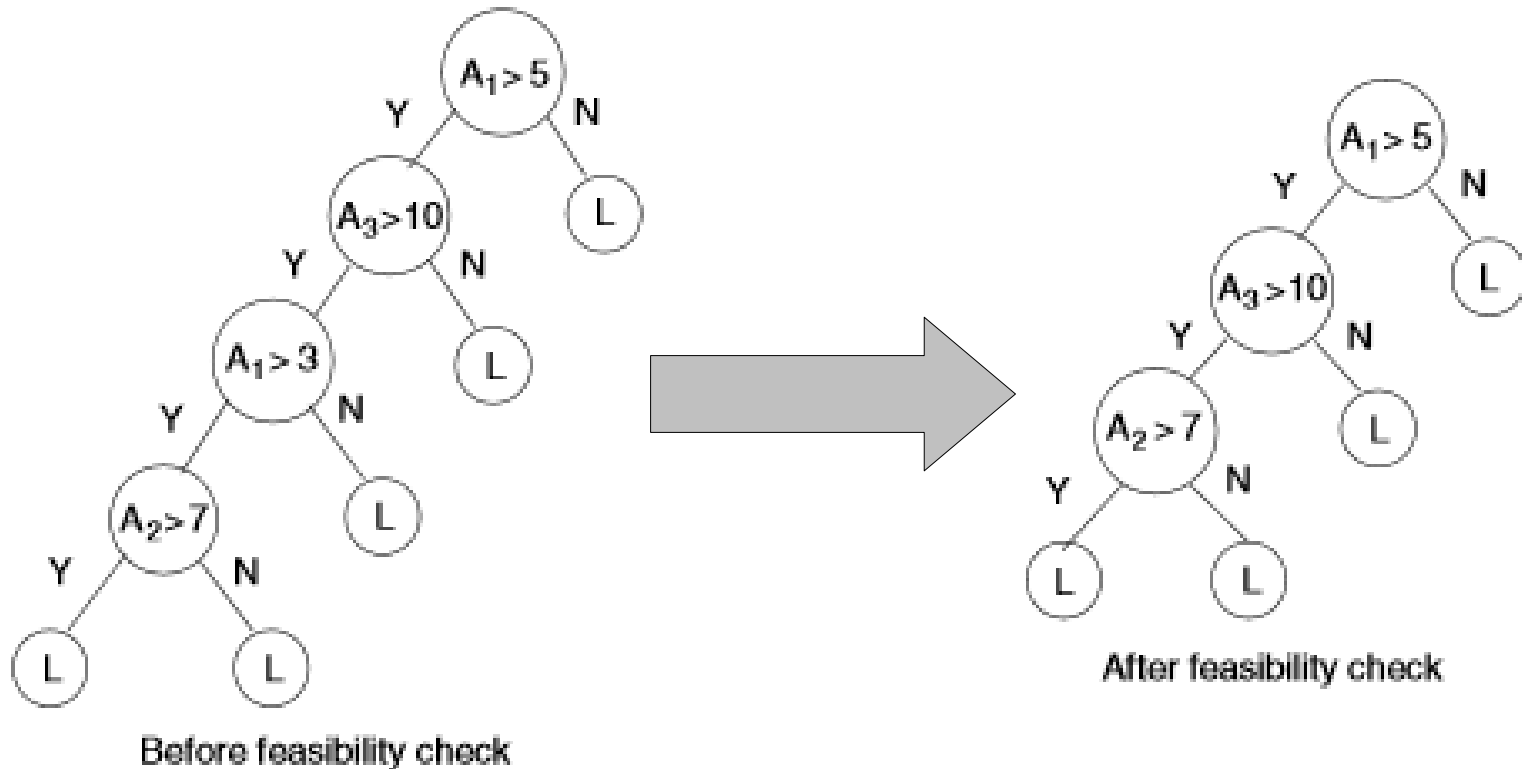 A₁> 5
Y
N
A₃>10
L
Y
N
A₁> 3
L
Y
N
A₂> 7
L
Y
N
L
L
Before feasibility check
A₁> 5
Y
N
A₃>10
L
Y
N
A₂> 7
L
Y
N
L
L
After feasibility check